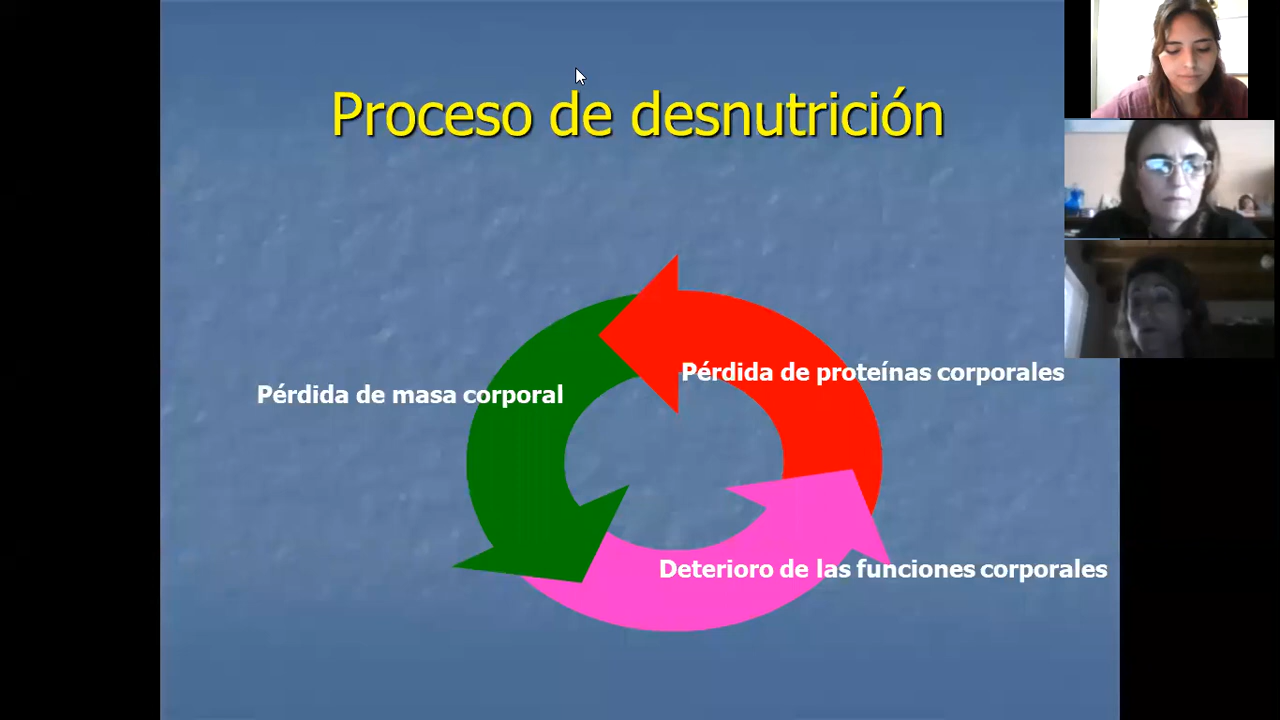 Proceso de desnutrición
Pérdida de proteínas corporales
Pérdida de masa corporal
Deterioro de las funciones corporales